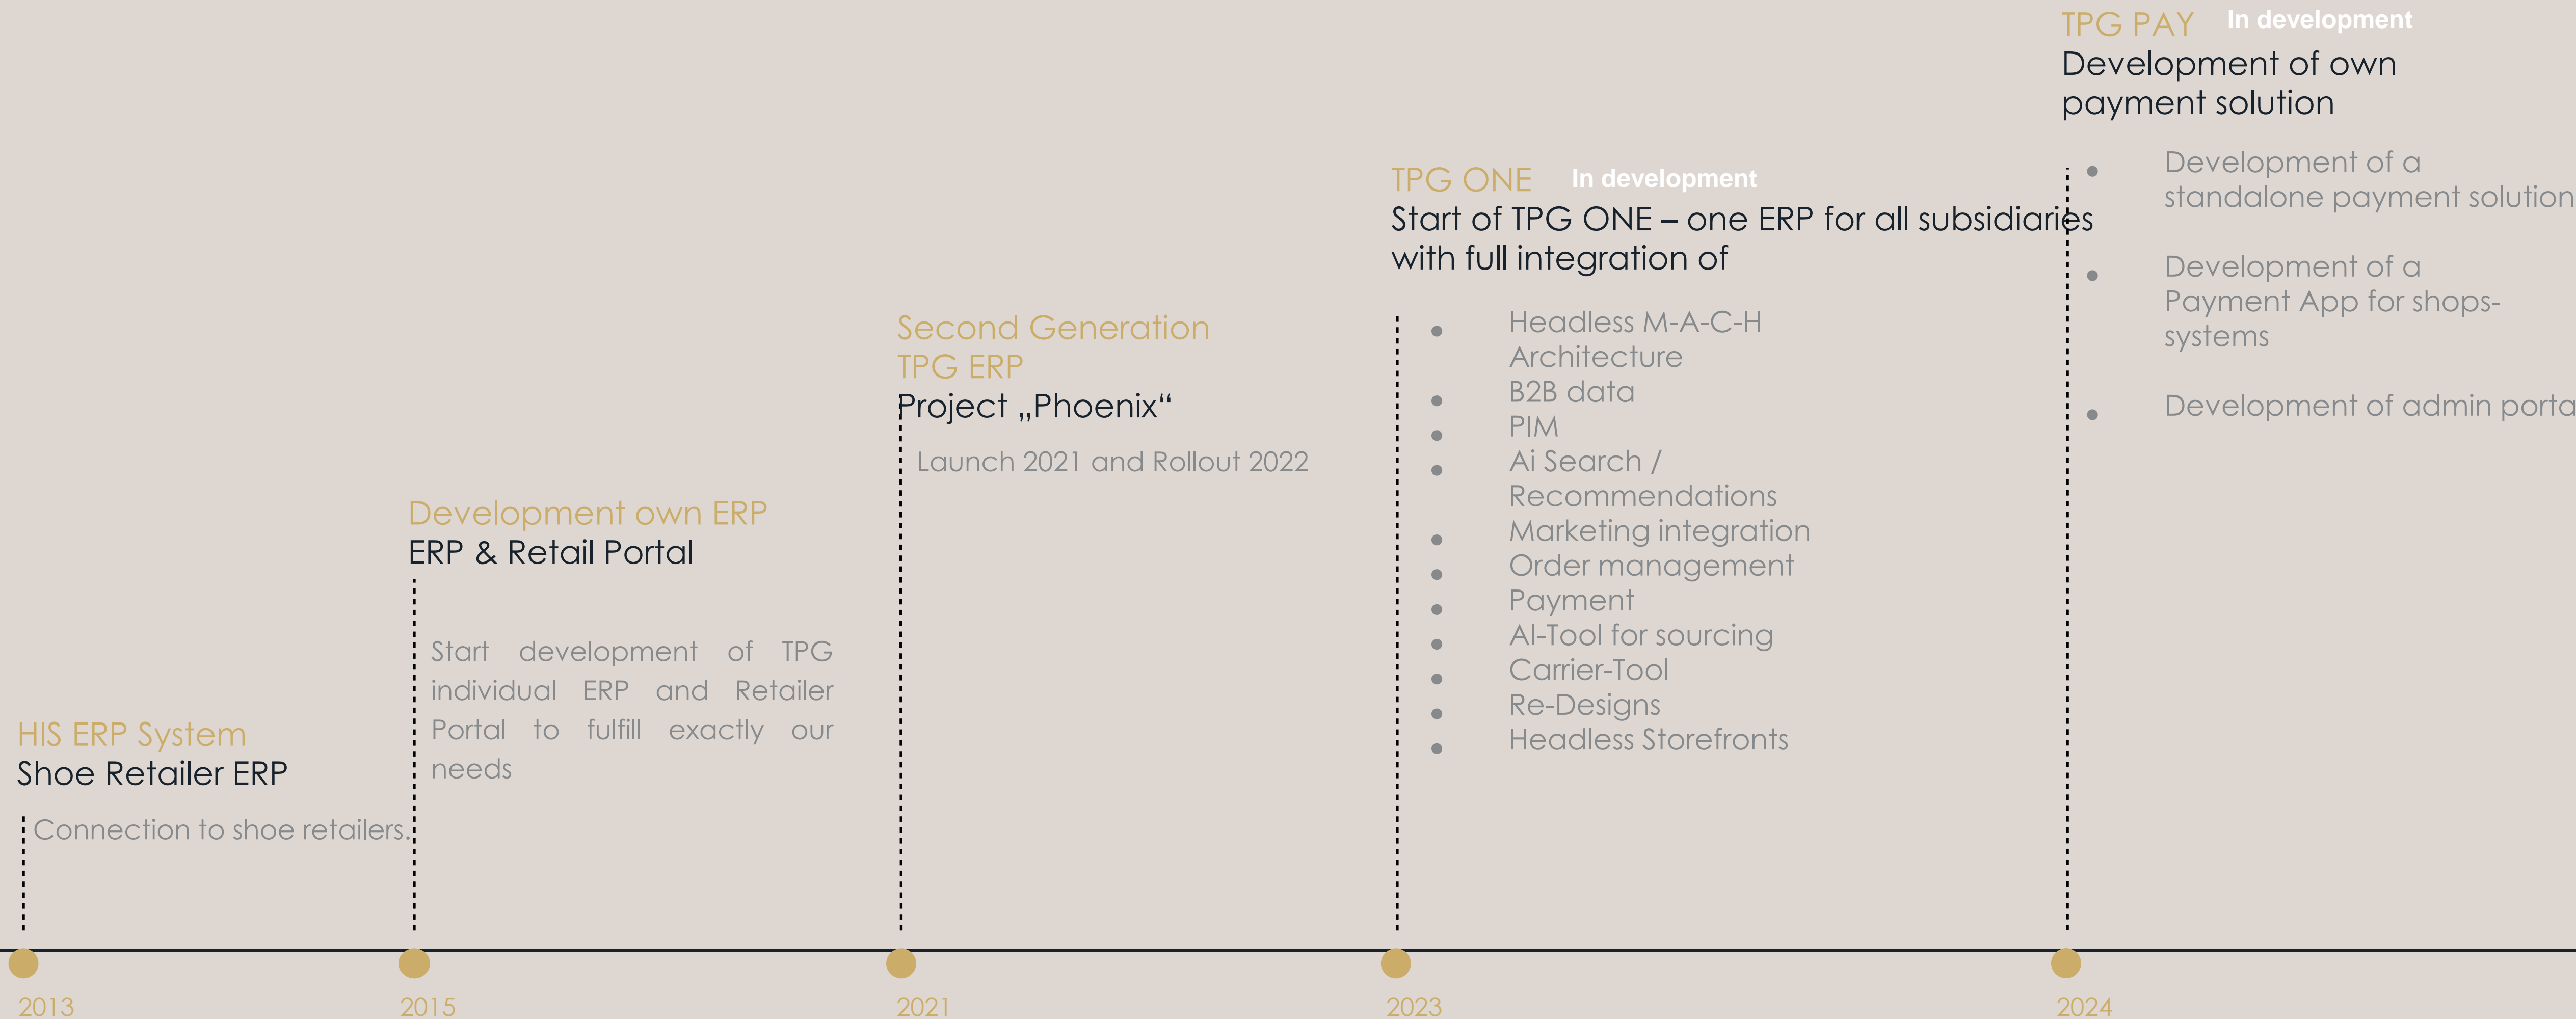 HIS ERP System
Shoe Retailer ERP
Connection to shoe retailers.
2013
Development own ERP
ERP & Retail Portal
Start development of TPG
individual ERP and Retailer
Portal to fulfill exactly our
needs
2015
Second Generation
TPG ERP
Project „Phoenix“
Launch 2021 and Rollout 2022
2021
TPG ONE In development
Start of TPG ONE – one ERP for all subsidiaries
with full integration of
• Headless M-A-C-H
Architecture
• B2B data
• PIM
• Ai Search /
Recommendations
• Marketing integration
• Order management
• Payment
• AI-Tool for sourcing
• Carrier-Tool
• Re-Designs
• Headless Storefronts
2023
TPG PAY In development
Development of own
payment solution
• Development of a
standalone payment solution
• Development of a
Payment App for shops-
systems
• Development of admin porta
2024